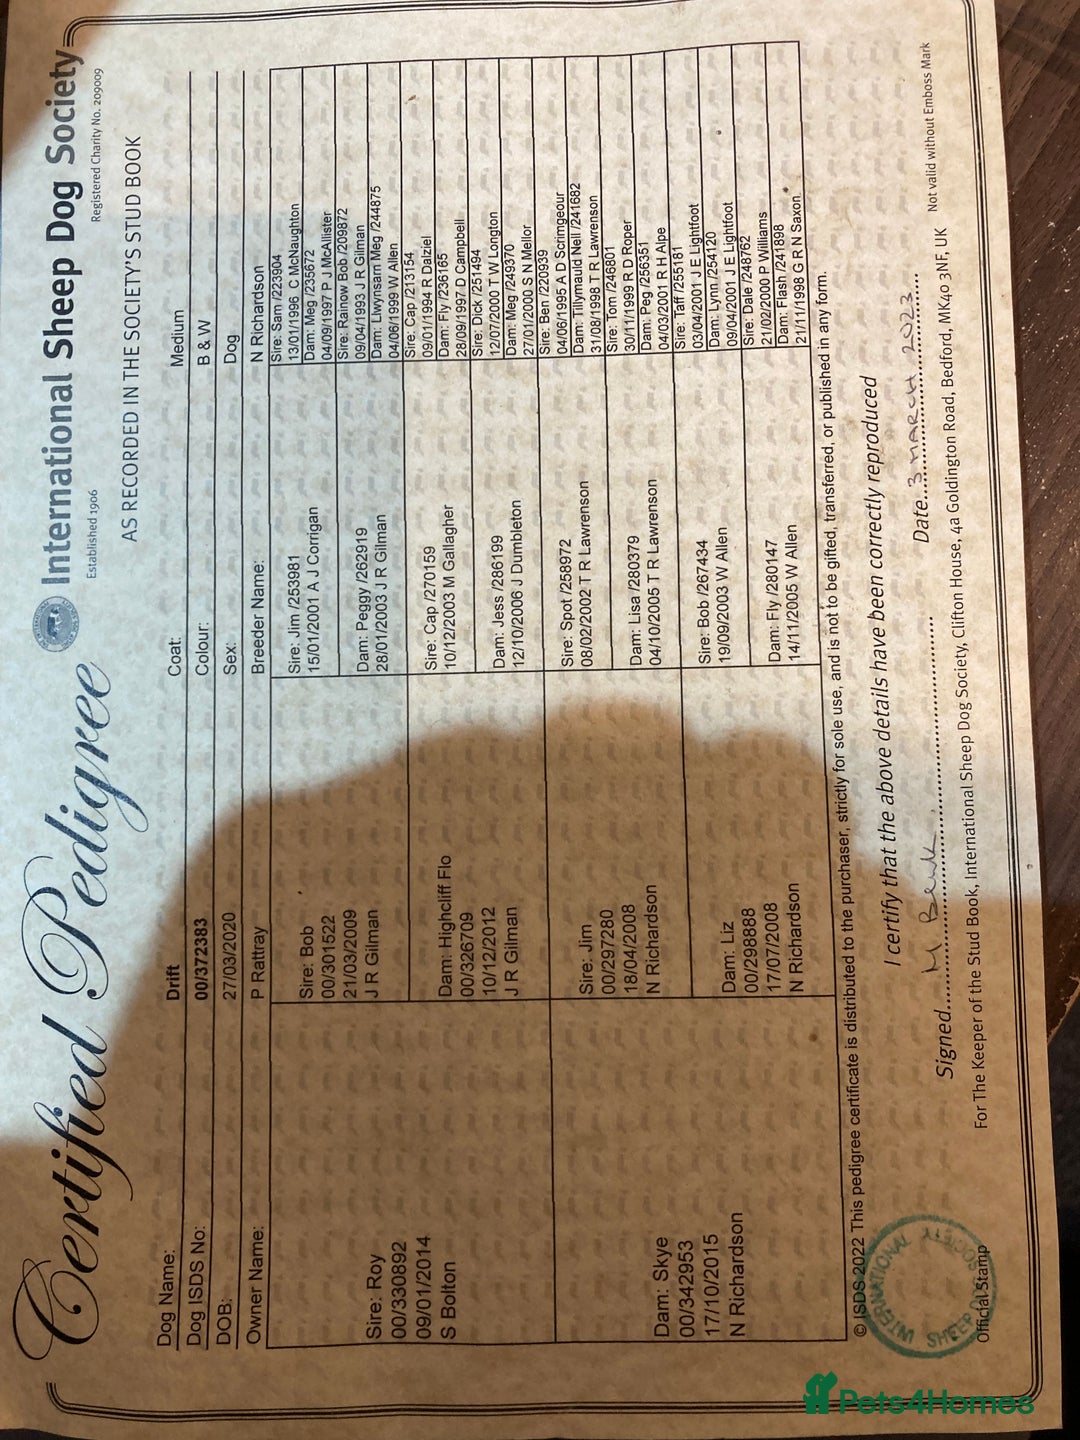 Certified Pedigree
International Sheep Dog Society
Established 1906
Registered Charity No. 209009
AS RECORDED IN THE SOCIETY'S STUD BOOK
Dog Name: Drift Coat: Medium
Dog ISDS No: 00/372383 Colour: B & W
DOB: 27/03/2020 Sex: Dog
Owner Name: P Rattray Breeder Name: N Richardson
Sire: Roy
00/330892
09/01/2014
S Bolton
Dam: Skye
00/342953
17/10/2015
N Richardson
Sire: Bob
00/301522
21/03/2009
J R Gilman
Dam: Highcliff Flo
00/326709
10/12/2012
J R Gilman
Sire: Jim
00/297280
18/04/2008
N Richardson
Dam: Liz
00/298888
17/07/2008
N Richardson
Sire: Jim /253981
15/01/2001 A J Corrigan
Dam: Peggy /262919
28/01/2003 J R Gilman
Sire: Cap /270159
10/12/2003 M Gallagher
Dam: Jess /286199
12/10/2006 J Dumbleton
Sire: Spot /258972
08/02/2002 T R Lawrenson
Dam: Lisa /280379
04/10/2005 T R Lawrenson
Sire: Bob /267434
19/09/2003 W Allen
Dam: Fly /280147
14/11/2005 W Allen
Sire: Sam /223904
13/01/1996 C McNaughton
Dam: Meg /235672
04/09/1997 P J McAllister
Sire: Rainow Bob /209872
09/04/1993 J R Gilman
Dam: Llwynsarn Meg /244875
04/06/1999 W Allen
Sire: Cap /213154
09/01/1994 R Dalziel
Dam: Fly /236165
28/09/1997 D Campbell
Sire: Dick /251494
12/07/2000 T W Longton
Dam: Meg /249370
27/01/2000 S N Mellor
Sire: Ben /220939
04/06/1995 A D Scrimgeour
Dam: Tillymauld Nell /241682
31/08/1998 T R Lawrenson
Sire: Tom /246801
30/11/1999 R D Roper
Dam: Peg /256351
04/03/2001 R H Alpe
Sire: Taff /255181
03/04/2001 J E Lightfoot
Dam: Lynn /254120
09/04/2001 J E Lightfoot
Sire: Dale /248762
21/02/2000 P Williams
Dam: Flash /241898
21/11/1998 G R N Saxon
© ISDS 2022 This pedigree certificate is distributed to the purchaser, strictly for sole use, and is not to be gifted, transferred, or published in any form.
I certify that the above details have been correctly reproduced
Signed.......... Date...3 MARCH 2023...
For The Keeper of the Stud Book, International Sheep Dog Society, Clifton House, 4a Goldington Road, Bedford, MK40 3NF, UK
Not valid without Emboss Mark
INTERNATIONAL SHEEP DOG SOCIETY
Official Stamp
Pets4Homes